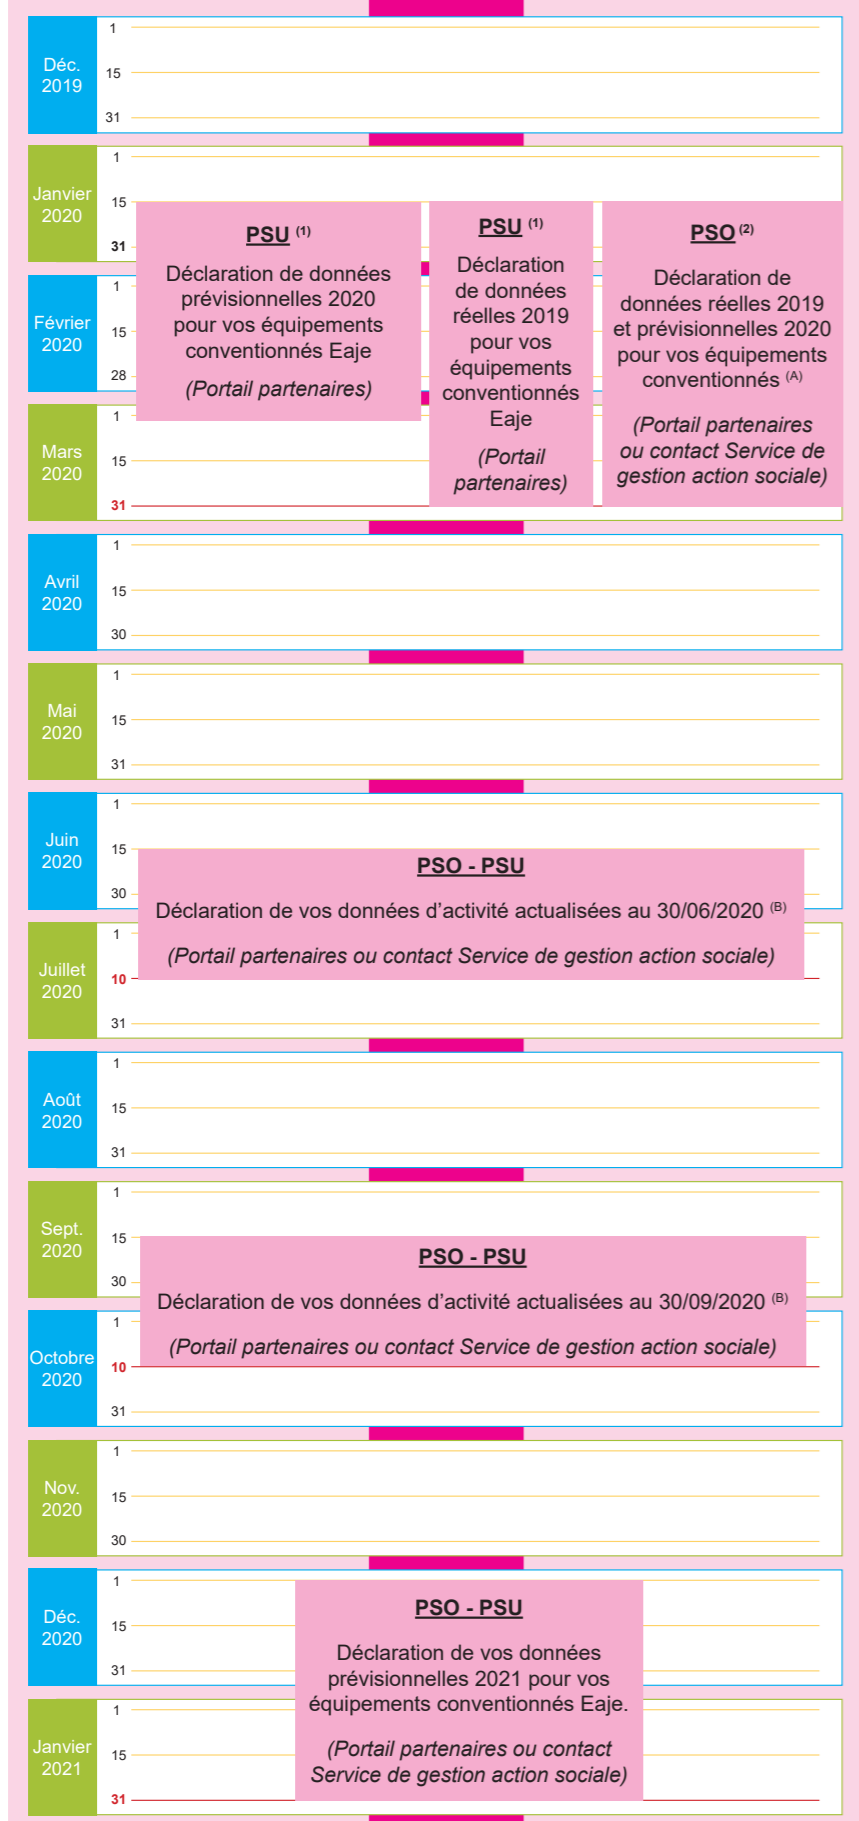 Déc.
2019
1
15
31
Janvier
2020
1
15
31
Février
2020
1
15
28
Mars
2020
1
15
31
PSU (1)
Déclaration de données
prévisionnelles 2020
pour vos équipements
conventionnés Eaje
(Portail partenaires)
PSU (1)
Déclaration
de données
réelles 2019
pour vos
équipements
conventionnés
Eaje
(Portail
partenaires)
PSO (2)
Déclaration de
données réelles 2019
et prévisionnelles 2020
pour vos équipements
conventionnés (A)
(Portail partenaires
ou contact Service de
gestion action sociale)
Avril
2020
1
15
30
Mai
2020
1
15
31
Juin
2020
1
15
30
Juillet
2020
1
10
31
PSO - PSU
Déclaration de vos données d’activité actualisées au 30/06/2020 (B)
(Portail partenaires ou contact Service de gestion action sociale)
Août
2020
1
15
31
Sept.
2020
1
15
30
Octobre
2020
1
10
31
PSO - PSU
Déclaration de vos données d’activité actualisées au 30/09/2020 (B)
(Portail partenaires ou contact Service de gestion action sociale)
Nov.
2020
1
15
30
Déc.
2020
1
15
31
Janvier
2021
1
15
31
PSO - PSU
Déclaration de vos données
prévisionnelles 2021 pour vos
équipements conventionnés Eaje.
(Portail partenaires ou contact
Service de gestion action sociale)